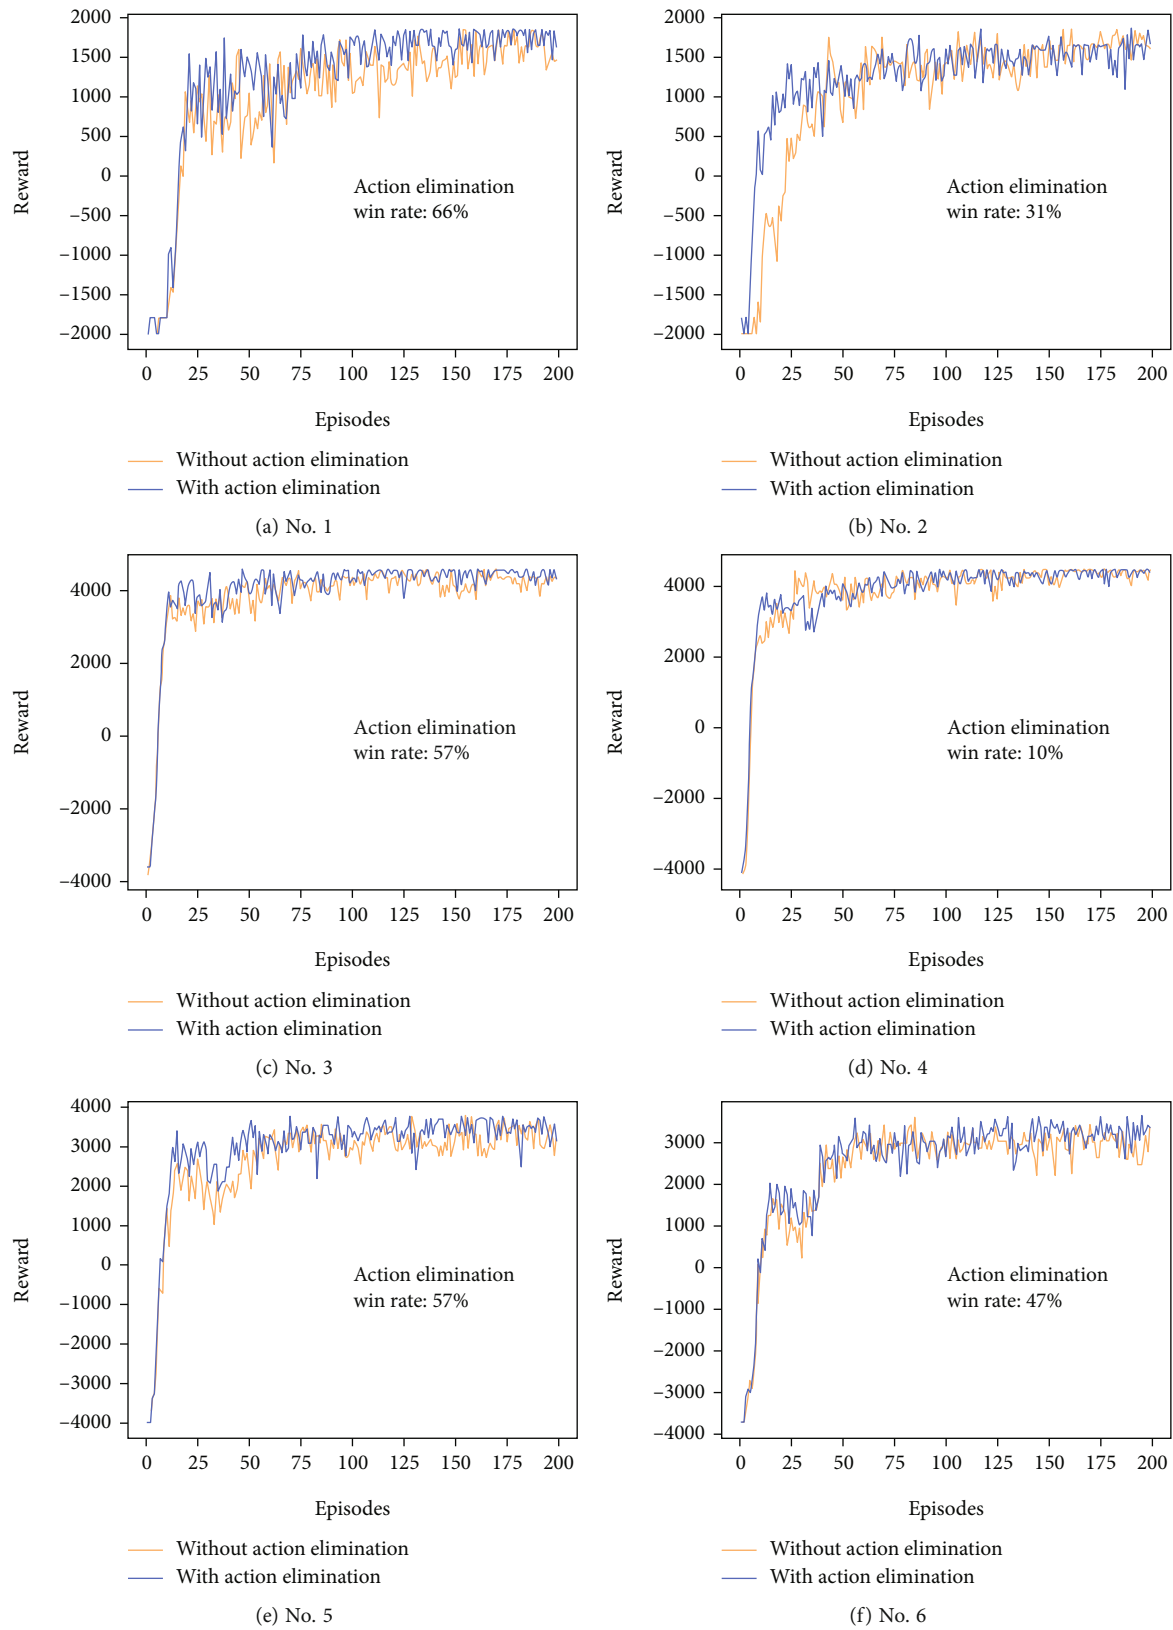 2000
1500
1000
500
0
−500
−1000
−1500
−2000
Reward
Action elimination
win rate: 66%
0 25 50 75 100 125 150 175 200
Episodes
Without action elimination
With action elimination
(a) No. 1
2000
1500
1000
500
0
−500
−1000
−1500
−2000
Reward
Action elimination
win rate: 31%
0 25 50 75 100 125 150 175 200
Episodes
Without action elimination
With action elimination
(b) No. 2
4000
2000
0
−2000
−4000
Reward
Action elimination
win rate: 57%
0 25 50 75 100 125 150 175 200
Episodes
Without action elimination
With action elimination
(c) No. 3
4000
2000
0
−2000
−4000
Reward
Action elimination
win rate: 10%
0 25 50 75 100 125 150 175 200
Episodes
Without action elimination
With action elimination
(d) No. 4
4000
3000
2000
1000
0
−1000
−2000
−3000
−4000
Reward
Action elimination
win rate: 57%
0 25 50 75 100 125 150 175 200
Episodes
Without action elimination
With action elimination
(e) No. 5
3000
2000
1000
0
−1000
−2000
−3000
−4000
Reward
Action elimination
win rate: 47%
0 25 50 75 100 125 150 175 200
Episodes
Without action elimination
With action elimination
(f) No. 6